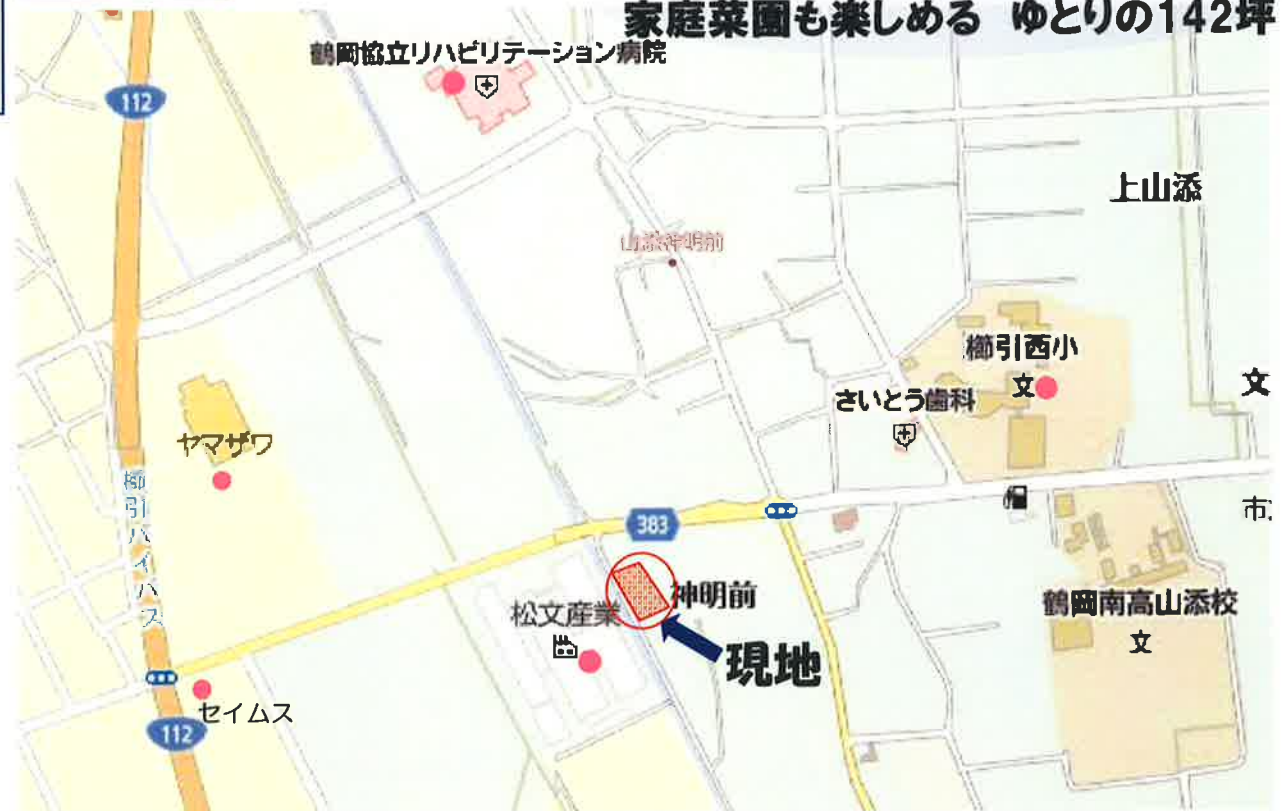 家庭菜園も楽しめる ゆとりの142坪
鶴岡協立リハビリテーション病院
112
上山添
山添神明前
櫛引西小
文
文
さいとう歯科
ヤマザワ
櫛引バイパス
383
市
神明前
松文産業
鶴岡南高山添校
文
現地
セイムス
112